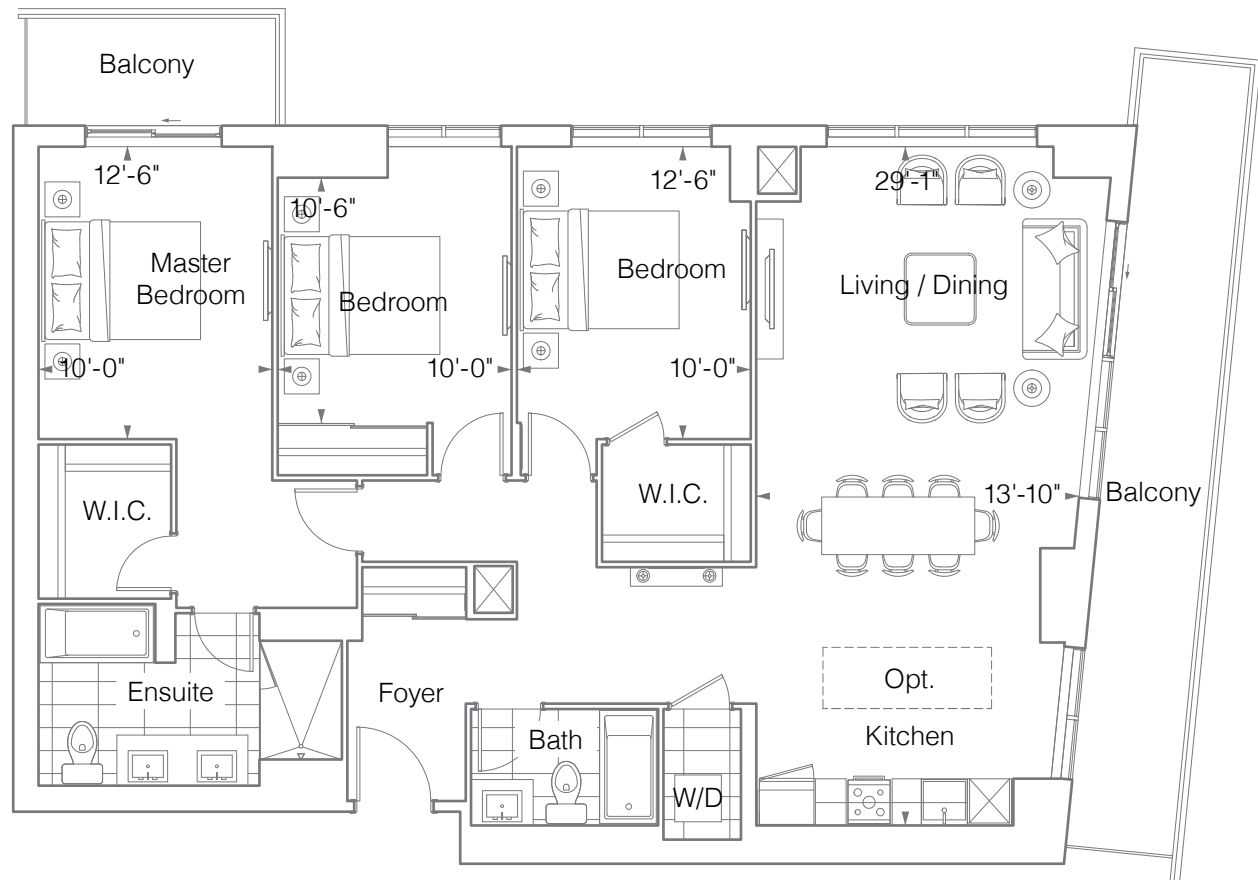 Balcony
12'-6"
10'-6"
12'-6"
29'-1"
Master
Bedroom
Bedroom
Bedroom
Living / Dining
10'-0"
10'-0"
10'-0"
W.I.C.
W.I.C.
13'-10"
Balcony
Ensuite
Foyer
Opt.
Bath
Kitchen
W/D